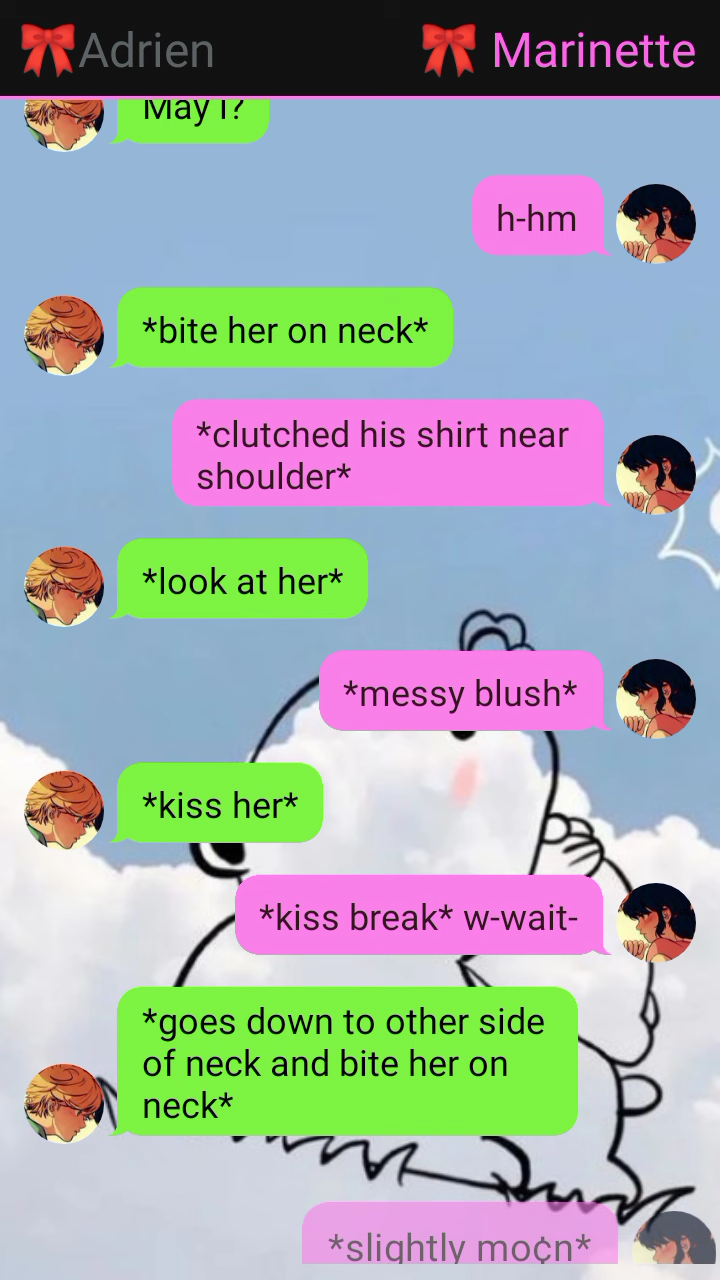 Adrien
Marinette
May I?
h-hm
*bite her on neck*
*clutched his shirt near
shoulder*
*look at her*
*messy blush*
*kiss her*
*kiss break* w-wait-
*goes down to other side
of neck and bite her on
neck*
*slightly mo¢n*